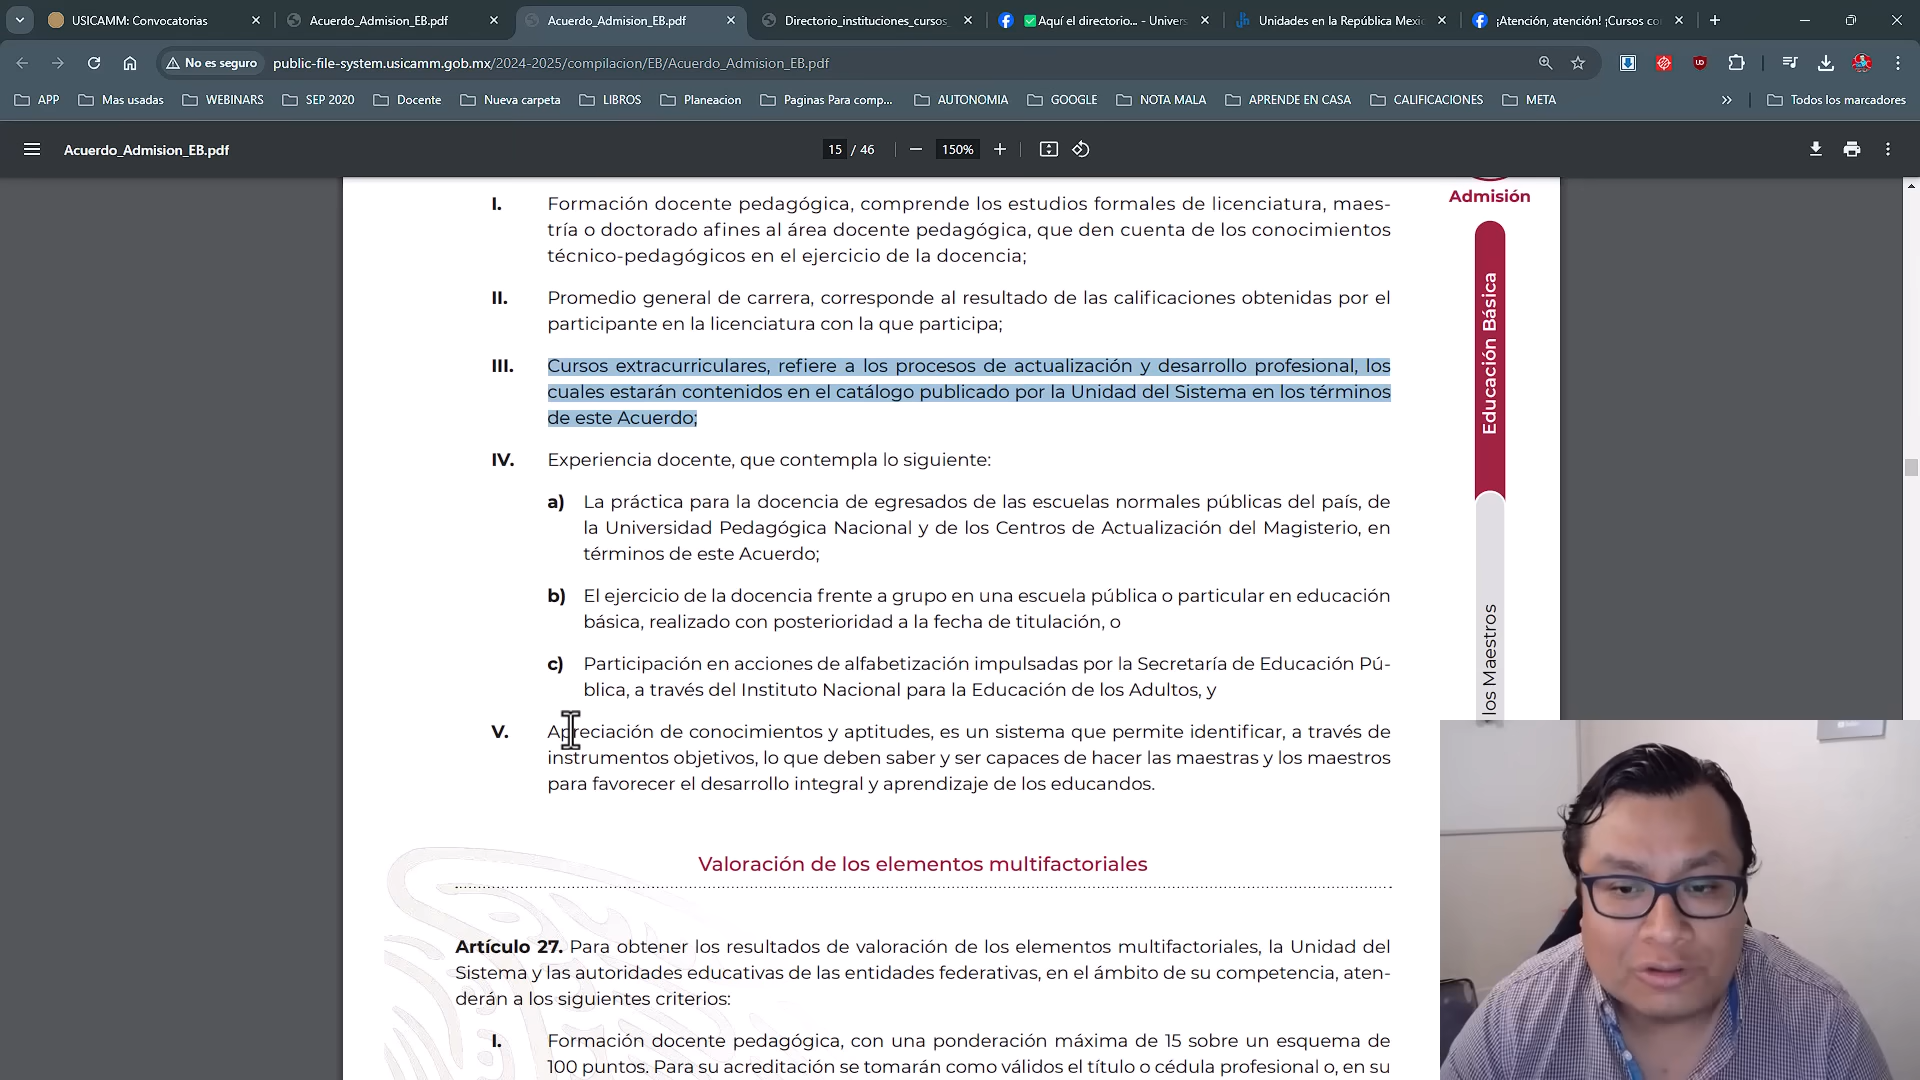 USICAMM: Convocatorias
Acuerdo_Admision_EB.pdf
Acuerdo_Admision_EB.pdf
Directorio_instituciones_cursos
Aquí el directorio... - Univers
Unidades en la República Mexi
¡Atención, atención! ¡Cursos co
No es seguro
public-file-system.usicamm.gob.mx/2024-2025/compilacion/EB/Acuerdo_Admision_EB.pdf
APP
Mas usadas
WEBINARS
SEP 2020
Docente
Nueva carpeta
LIBROS
Planeacion
Paginas Para comp...
AUTONOMIA
GOOGLE
NOTA MALA
APRENDE EN CASA
CALIFICACIONES
META
Todos los marcadores
Acuerdo_Admision_EB.pdf
15 / 46
150%
Admisión
Educación Básica
los Maestros
I. Formación docente pedagógica, comprende los estudios formales de licenciatura, maes-
tría o doctorado afines al área docente pedagógica, que den cuenta de los conocimientos
técnico-pedagógicos en el ejercicio de la docencia;
II. Promedio general de carrera, corresponde al resultado de las calificaciones obtenidas por el
participante en la licenciatura con la que participa;
III. Cursos extracurriculares, refiere a los procesos de actualización y desarrollo profesional, los
cuales estarán contenidos en el catálogo publicado por la Unidad del Sistema en los términos
de este Acuerdo;
IV. Experiencia docente, que contempla lo siguiente:
a) La práctica para la docencia de egresados de las escuelas normales públicas del país, de
la Universidad Pedagógica Nacional y de los Centros de Actualización del Magisterio, en
términos de este Acuerdo;
b) El ejercicio de la docencia frente a grupo en una escuela pública o particular en educación
básica, realizado con posterioridad a la fecha de titulación, o
c) Participación en acciones de alfabetización impulsadas por la Secretaría de Educación Pú-
blica, a través del Instituto Nacional para la Educación de los Adultos, y
V. Apreciación de conocimientos y aptitudes, es un sistema que permite identificar, a través de
instrumentos objetivos, lo que deben saber y ser capaces de hacer las maestras y los maestros
para favorecer el desarrollo integral y aprendizaje de los educandos.
Valoración de los elementos multifactoriales
Artículo 27. Para obtener los resultados de valoración de los elementos multifactoriales, la Unidad del
Sistema y las autoridades educativas de las entidades federativas, en el ámbito de su competencia, aten-
derán a los siguientes criterios:
I. Formación docente pedagógica, con una ponderación máxima de 15 sobre un esquema de
100 puntos. Para su acreditación se tomarán como válidos el título o cédula profesional o, en su